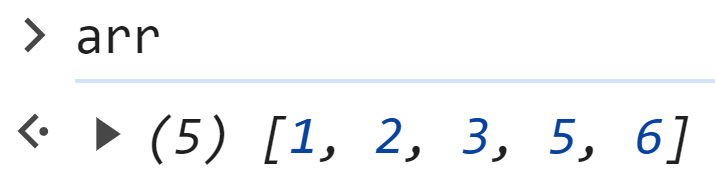 > arr
(5) [1, 2, 3, 5, 6]